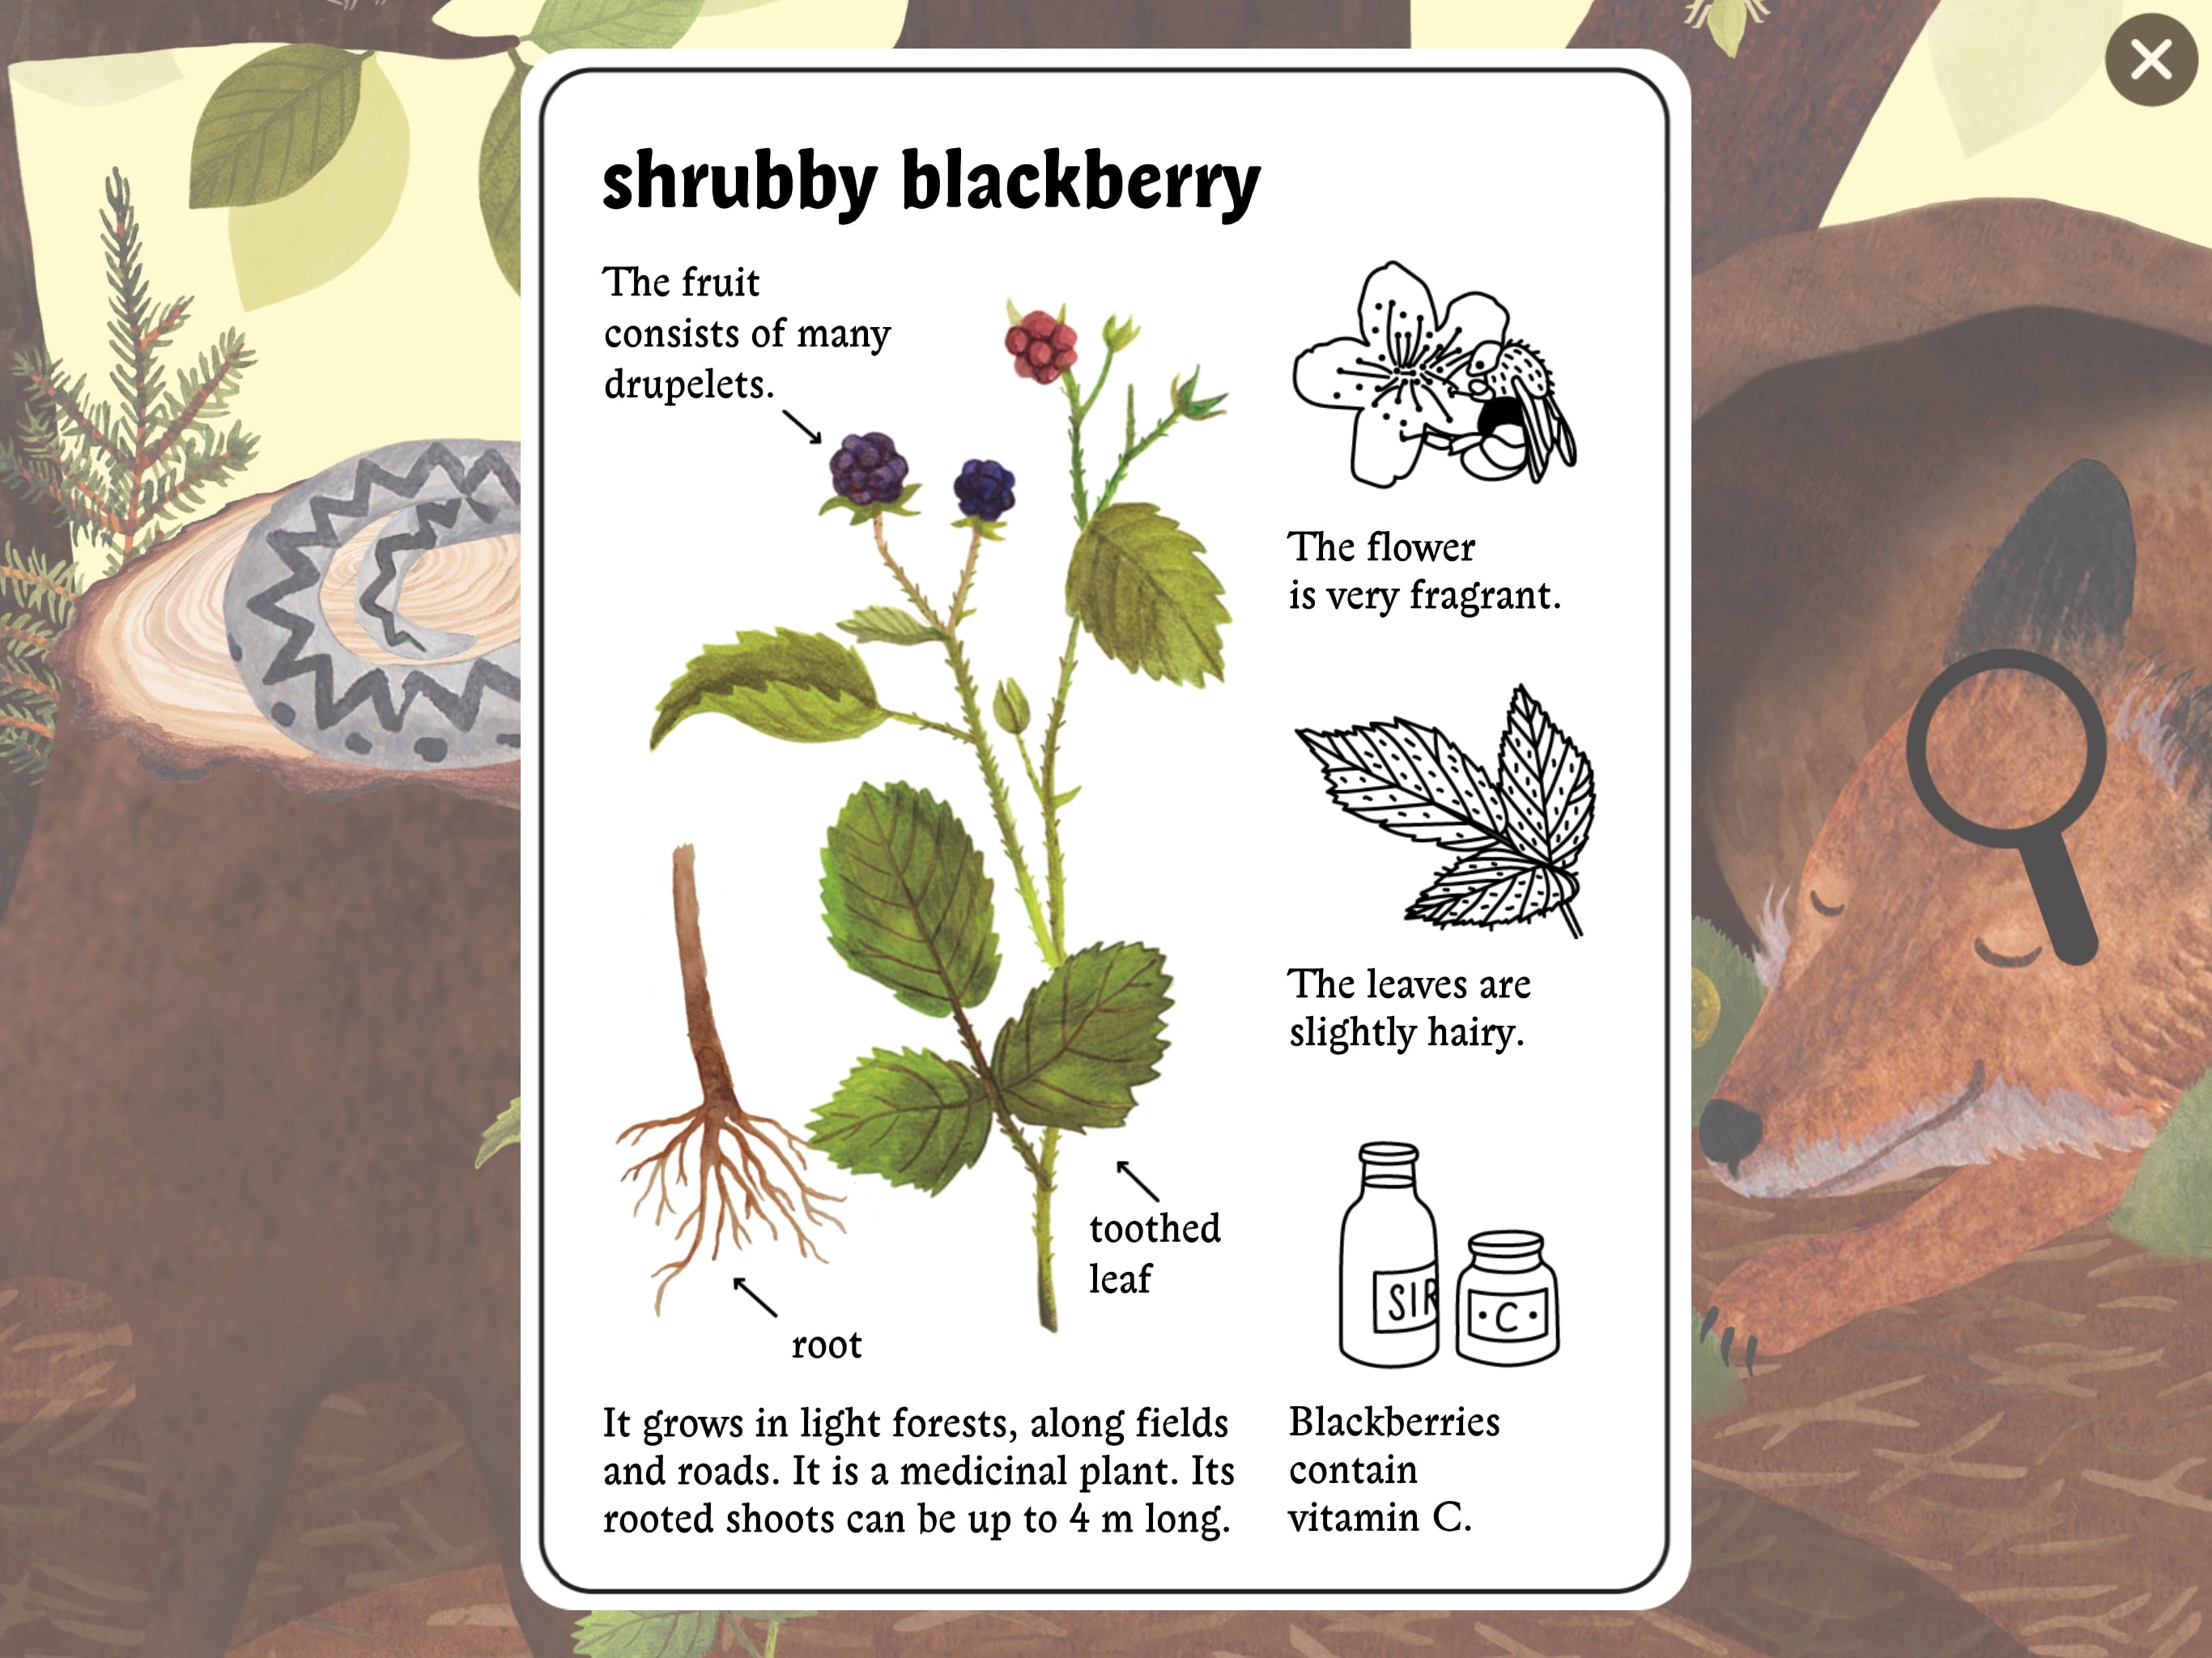 shrubby blackberry
The fruit
consists of many
drupelets.
The flower
is very fragrant.
The leaves are
slightly hairy.
toothed
leaf
root
SIR
·C·
It grows in light forests, along fields
and roads. It is a medicinal plant. Its
rooted shoots can be up to 4 m long.
Blackberries
contain
vitamin C.